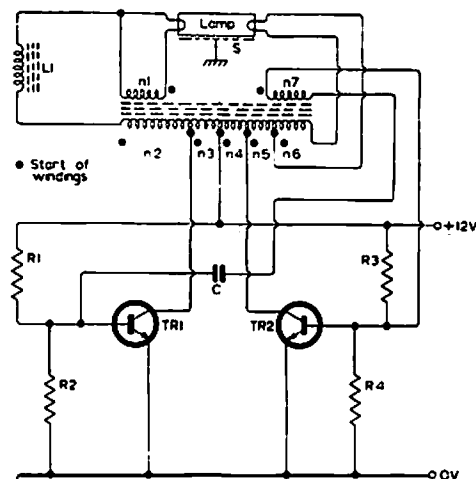 Lamp
L1
S
n1
n7
n2
n3
n4
n5
n6
● Start of
windings
+12V
R1
R3
C
TR1
TR2
R2
R4
0V